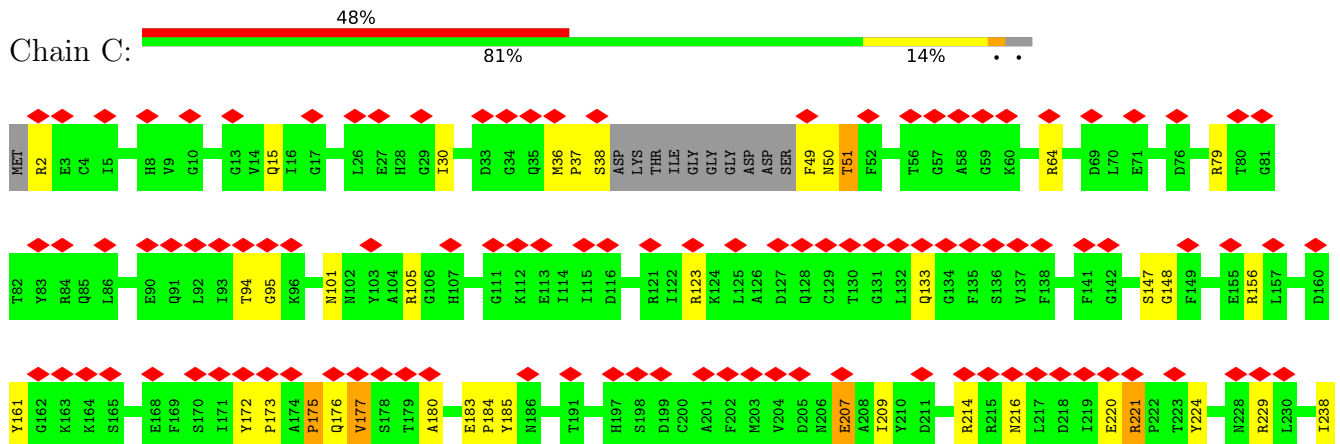 48%
Chain C:
81% 14% . .
MET R2 E3 C4 I5 H8 V9 G10 G13 V14 Q15 I16 G17 L26 E27 H28 G29 I30 D33 G34 Q35 M36 P37 S38 ASP LYS THR ILE GLY GLY GLY ASP ASP SER F49 N50 T51 F52 T56 G57 A58 G59 K60 R64 D69 L70 E71 D76 R79 T80 G81
T82 Y83 R84 Q85 L86 E90 Q91 L92 I93 T94 G95 K96 N101 N102 Y103 A104 R105 G106 H107 G111 K112 E113 I114 I115 D116 R121 I122 R123 K124 L125 A126 D127 Q128 C129 T130 G131 L132 Q133 G134 F135 S136 V137 F138 F141 G142 S147 G148 F149 E155 R156 L157 D160
Y161 G162 K163 K164 S165 E168 F169 S170 I171 Y172 P173 A174 P175 Q176 V177 S178 T179 A180 E183 P184 Y185 N186 T191 H197 S198 D199 C200 A201 F202 M203 V204 D205 N206 E207 A208 I209 Y210 D211 R214 R215 N216 L217 D218 I219 E220 R221 P222 T223 Y224 N228 R229 L230 I238